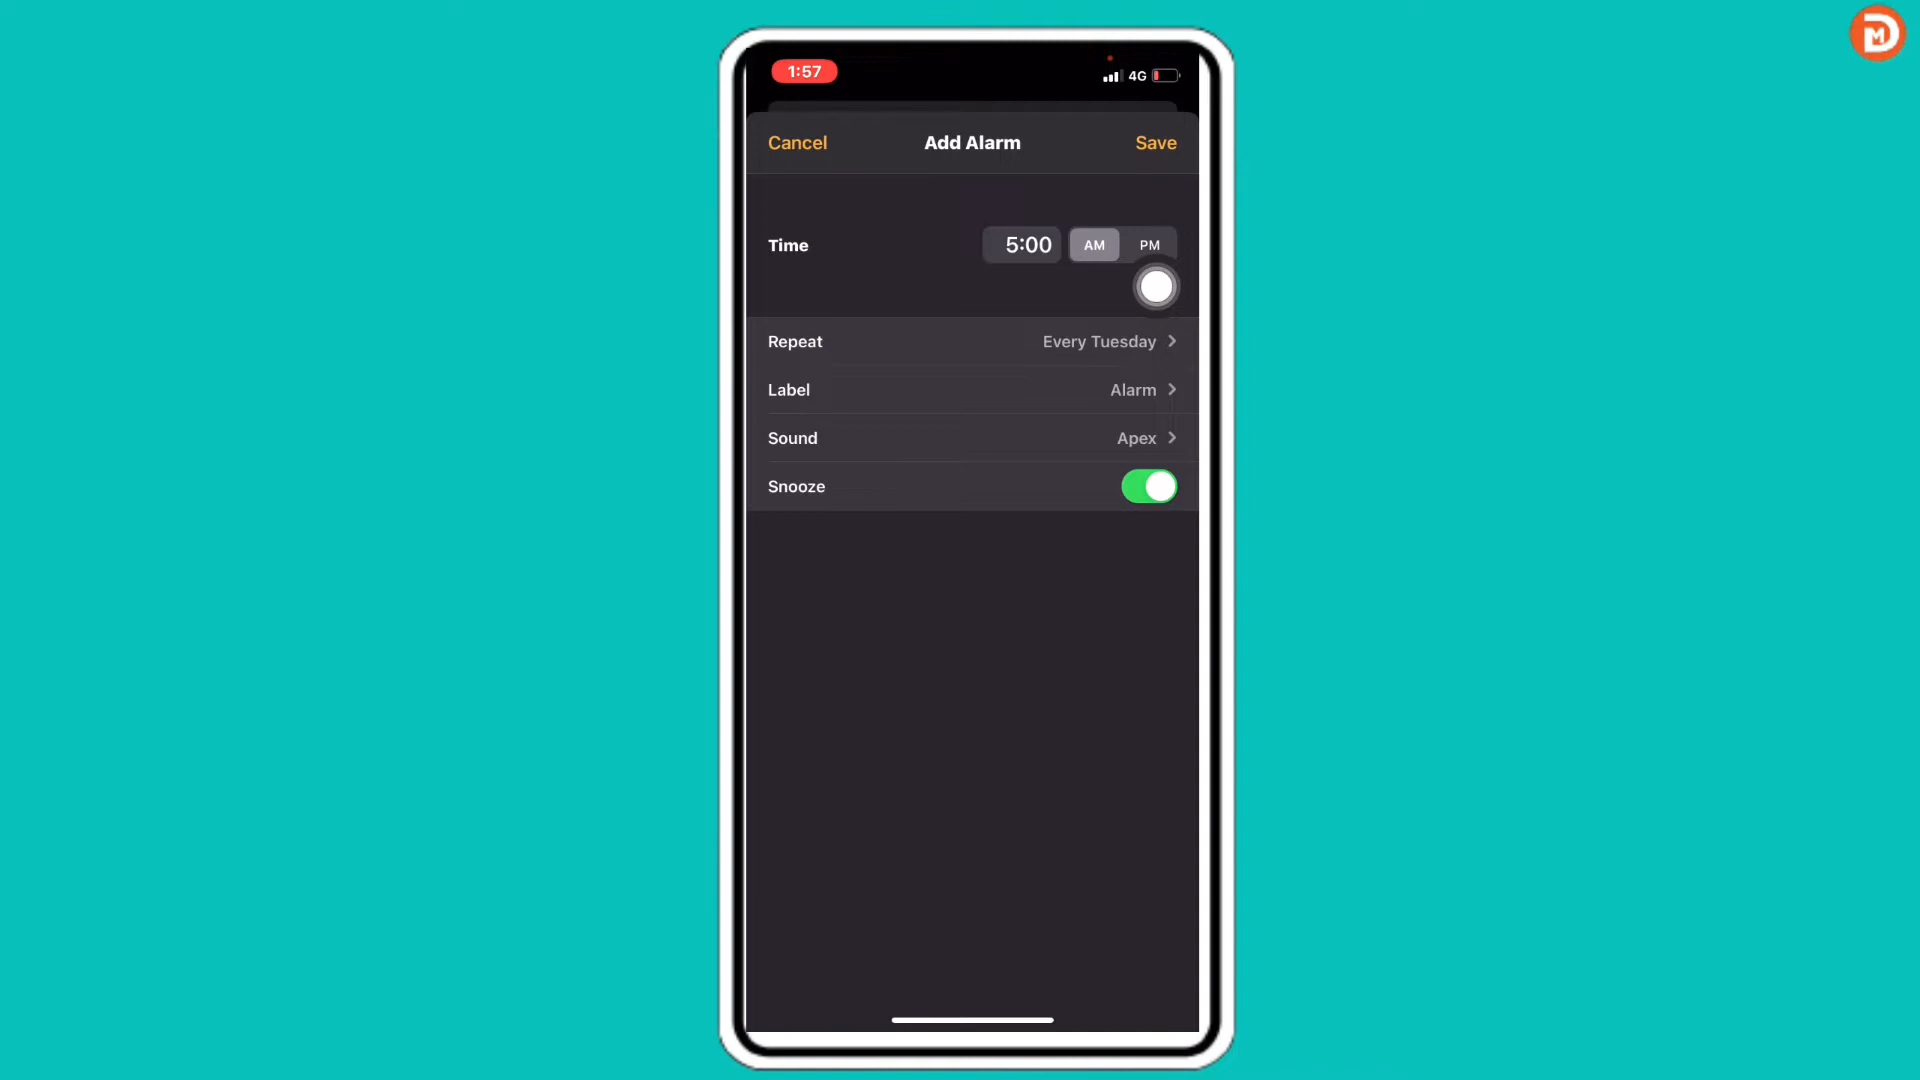 1:57 4G
Cancel Add Alarm Save
Time 5:00 AM PM
Repeat Every Tuesday
Label Alarm
Sound Apex
Snooze